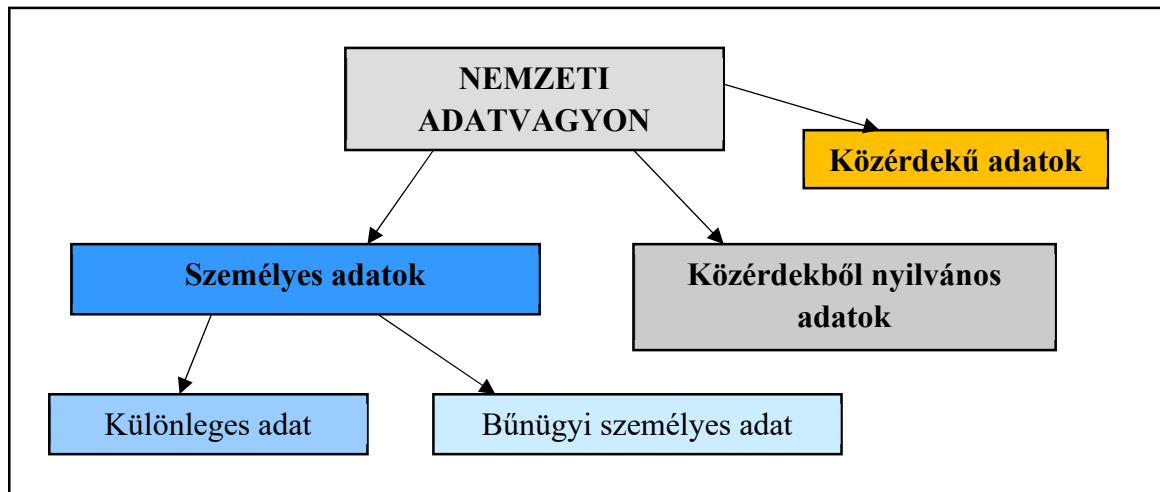 NEMZETI
ADATVAGYON
Közérdekű adatok
Személyes adatok
Közérdekből nyilvános
adatok
Különleges adat
Bűnügyi személyes adat